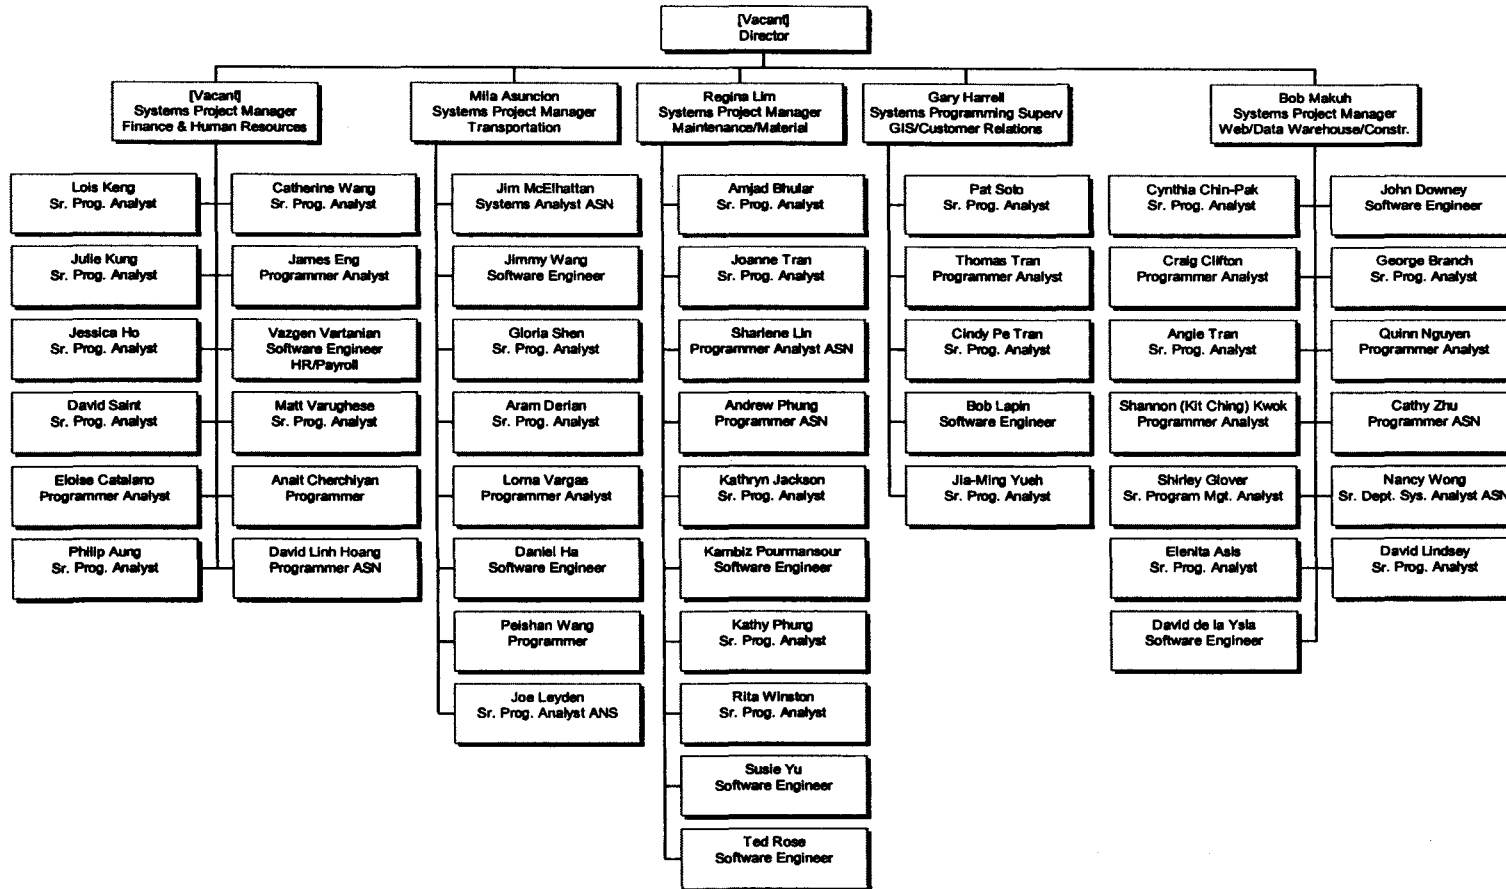 [Vacant]
Director
[Vacant]
Systems Project Manager
Finance & Human Resources
Mila Asuncion
Systems Project Manager
Transportation
Regina Lim
Systems Project Manager
Maintenance/Material
Gary Harrell
Systems Programming Superv
GIS/Customer Relations
Bob Makuh
Systems Project Manager
Web/Data Warehouse/Constr.
Lois Keng
Sr. Prog. Analyst
Julie Kung
Sr. Prog. Analyst
Jessica Ho
Sr. Prog. Analyst
David Saint
Sr. Prog. Analyst
Eloise Catalano
Programmer Analyst
Philip Aung
Sr. Prog. Analyst
Catherine Wang
Sr. Prog. Analyst
James Eng
Programmer Analyst
Vazgen Vartanian
Software Engineer
HR/Payroll
Matt Varughese
Sr. Prog. Analyst
Anait Cherchiyan
Programmer
David Linh Hoang
Programmer ASN
Jim McElhattan
Systems Analyst ASN
Jimmy Wang
Software Engineer
Gloria Shen
Sr. Prog. Analyst
Aram Derian
Sr. Prog. Analyst
Lorna Vargas
Programmer Analyst
Daniel Ha
Software Engineer
Peishan Wang
Programmer
Joe Leyden
Sr. Prog. Analyst ANS
Amjad Bhular
Sr. Prog. Analyst
Joanne Tran
Sr. Prog. Analyst
Sharlene Lin
Programmer Analyst ASN
Andrew Phung
Programmer ASN
Kathryn Jackson
Sr. Prog. Analyst
Kambiz Pourmansour
Software Engineer
Kathy Phung
Sr. Prog. Analyst
Rita Winston
Sr. Prog. Analyst
Susie Yu
Software Engineer
Ted Rose
Software Engineer
Pat Soto
Sr. Prog. Analyst
Thomas Tran
Programmer Analyst
Cindy Pe Tran
Sr. Prog. Analyst
Bob Lapin
Software Engineer
Jia-Ming Yueh
Sr. Prog. Analyst
Cynthia Chin-Pak
Sr. Prog. Analyst
Craig Clifton
Programmer Analyst
Angie Tran
Sr. Prog. Analyst
Shannon (Kit Ching) Kwok
Programmer Analyst
Shirley Glover
Sr. Program Mgt. Analyst
Elenita Asis
Sr. Prog. Analyst
David de la Ysla
Software Engineer
John Downey
Software Engineer
George Branch
Sr. Prog. Analyst
Quinn Nguyen
Programmer Analyst
Cathy Zhu
Programmer ASN
Nancy Wong
Sr. Dept. Sys. Analyst ASN
David Lindsey
Sr. Prog. Analyst